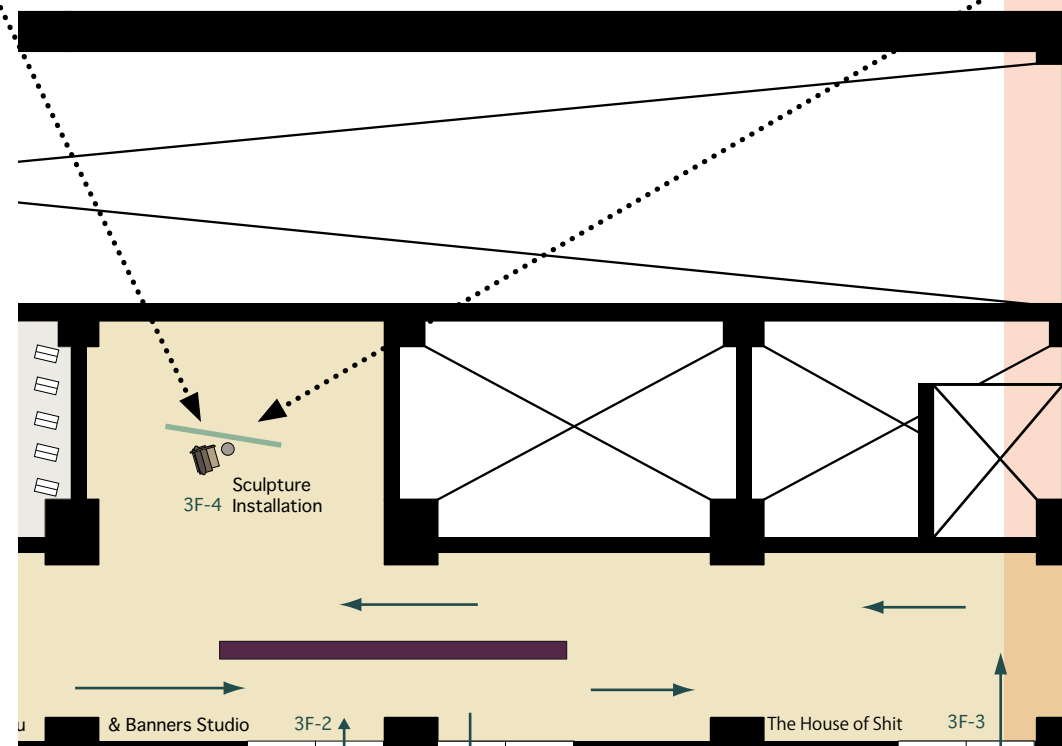 Sculpture
3F-4 Installation
& Banners Studio 3F-2
The House of Shit 3F-3